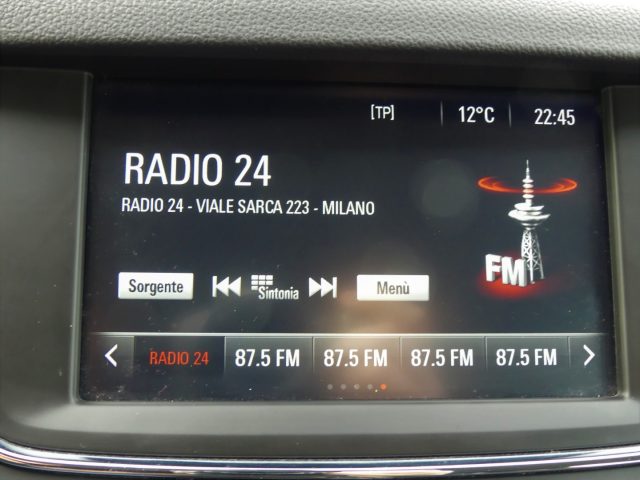 [TP] 12°C 22:45
RADIO 24
RADIO 24 - VIALE SARCA 223 - MILANO
FM
Sorgente Sintonia Menù
RADIO 24 87.5 FM 87.5 FM 87.5 FM 87.5 FM